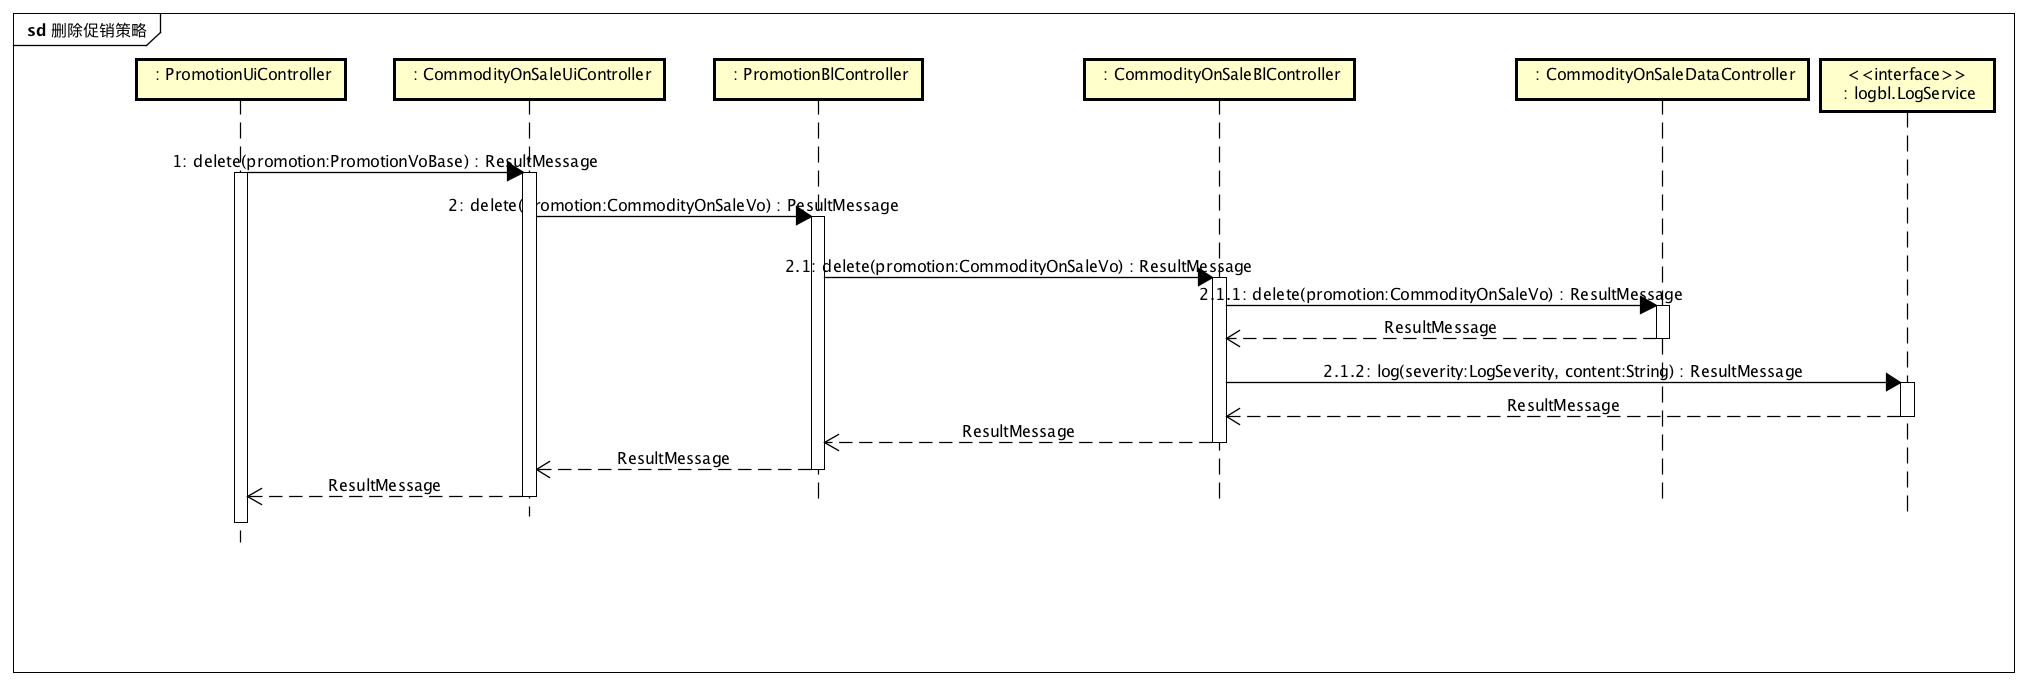 sd 删除促销策略
: PromotionUiController
: CommodityOnSaleUiController
: PromotionBlController
: CommodityOnSaleBlController
: CommodityOnSaleDataController
<<interface>>
: logbl.LogService
1: delete(promotion:PromotionVoBase) : ResultMessage
2: delete(promotion:CommodityOnSaleVo) : ResultMessage
2.1: delete(promotion:CommodityOnSaleVo) : ResultMessage
2.1.1: delete(promotion:CommodityOnSaleVo) : ResultMessage
ResultMessage
2.1.2: log(severity:LogSeverity, content:String) : ResultMessage
ResultMessage
ResultMessage
ResultMessage
ResultMessage